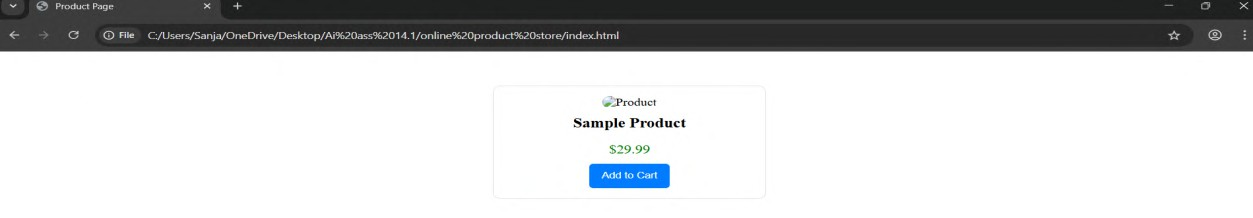 Product Page
File C:/Users/Sanja/OneDrive/Desktop/Ai%20ass%2014.1/online%20product%20store/index.html
Product
Sample Product
$29.99
Add to Cart